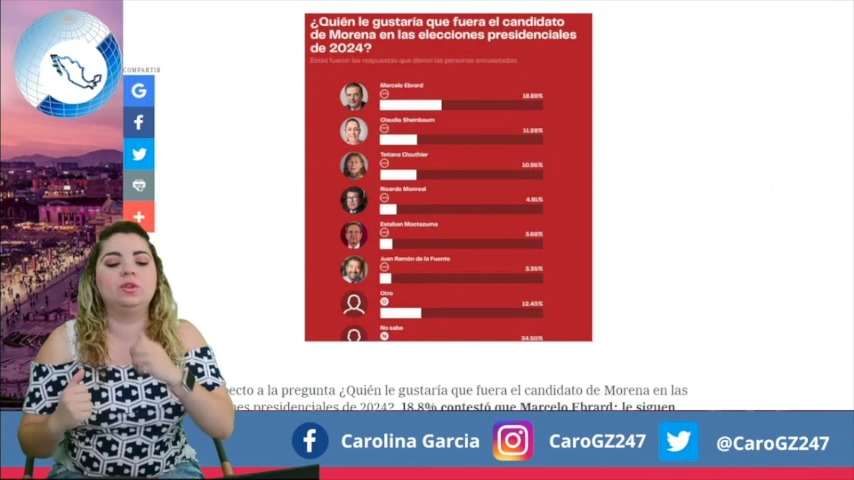 ¿Quién le gustaría que fuera el candidato
de Morena en las elecciones presidenciales
de 2024?
Estas fueron las respuestas que dieron las personas encuestadas
COMPARTIR
Marcelo Ebrard
18.89%
Claudia Sheinbaum
11.28%
Tatiana Clouthier
10.96%
Ricardo Monreal
4.91%
Esteban Moctezuma
3.68%
Juan Ramón de la Fuente
3.35%
Otro
O
12.43%
No sabe
N
34.50%
ecto a la pregunta ¿Quién le gustaría que fuera el candidato de Morena en las
nes presidenciales de 2024?, 18.8% contestó que Marcelo Ebrard; le siguen
Carolina Garcia
CaroGZ247
@CaroGZ247